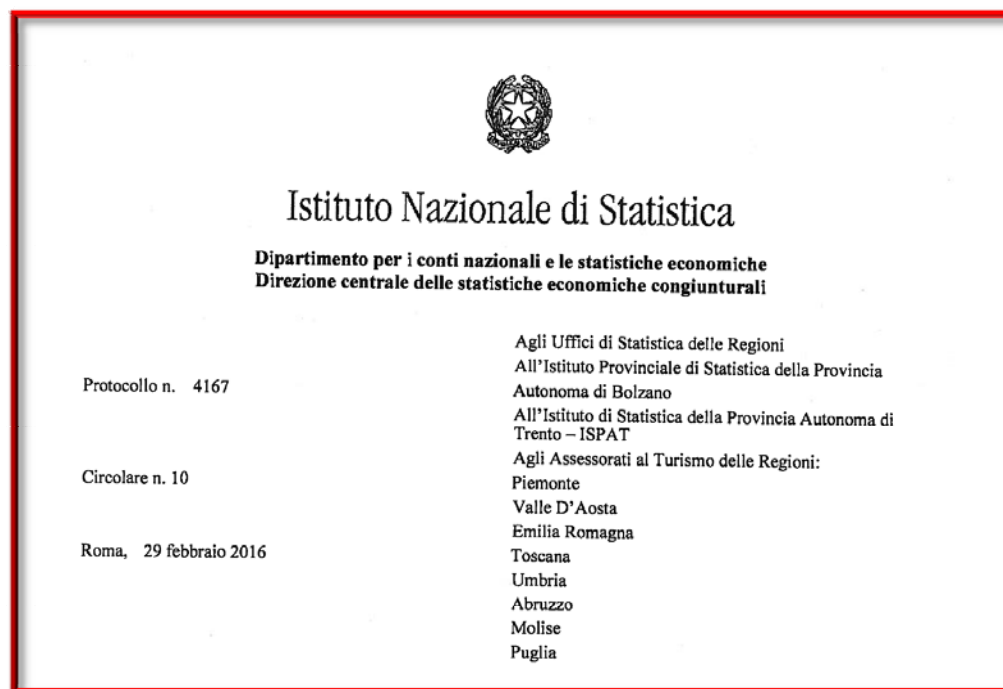 Istituto Nazionale di Statistica
Dipartimento per i conti nazionali e le statistiche economiche
Direzione centrale delle statistiche economiche congiunturali
Protocollo n. 4167
Circolare n. 10
Roma, 29 febbraio 2016
Agli Uffici di Statistica delle Regioni
All'Istituto Provinciale di Statistica della Provincia
Autonoma di Bolzano
All'Istituto di Statistica della Provincia Autonoma di
Trento – ISPAT
Agli Assessorati al Turismo delle Regioni:
Piemonte
Valle D'Aosta
Emilia Romagna
Toscana
Umbria
Abruzzo
Molise
Puglia